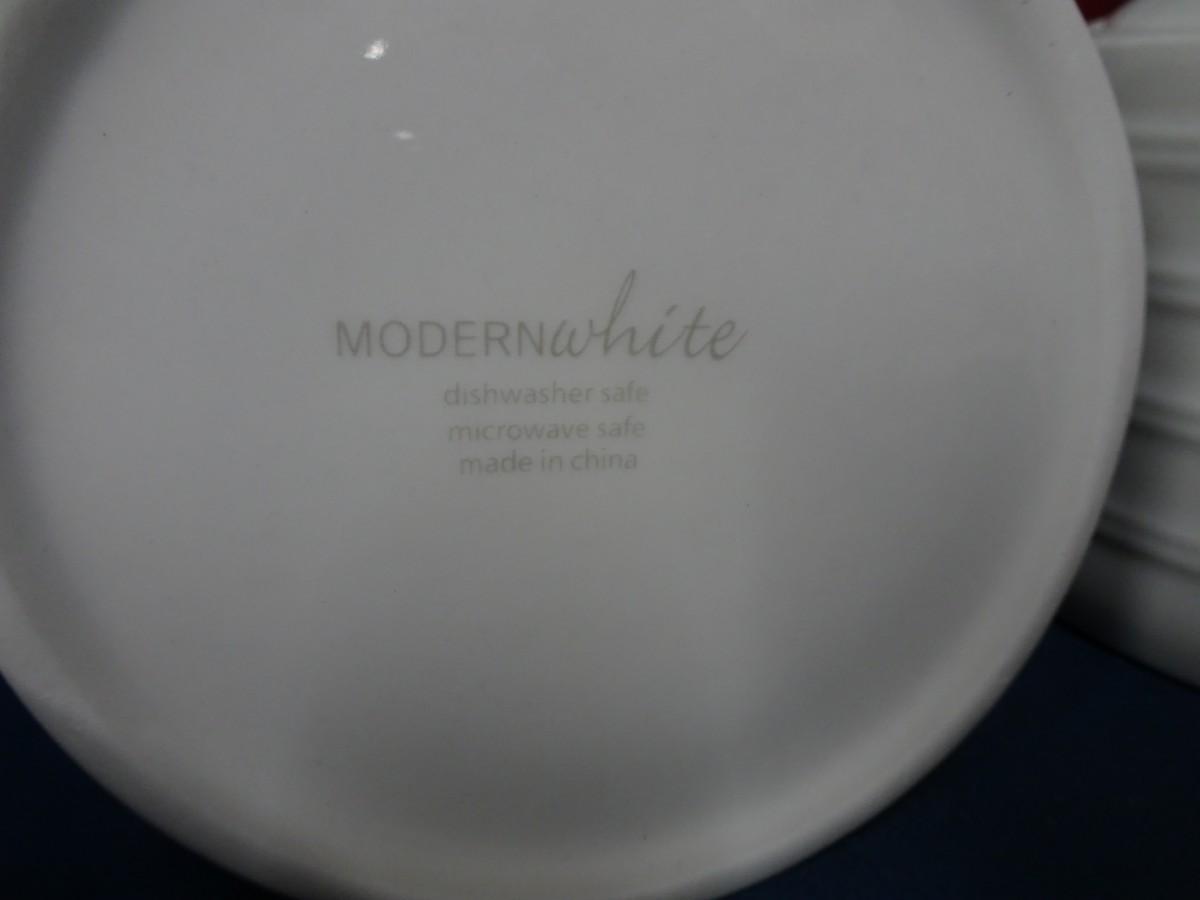 MODERNwhite
dishwasher safe
microwave safe
made in china